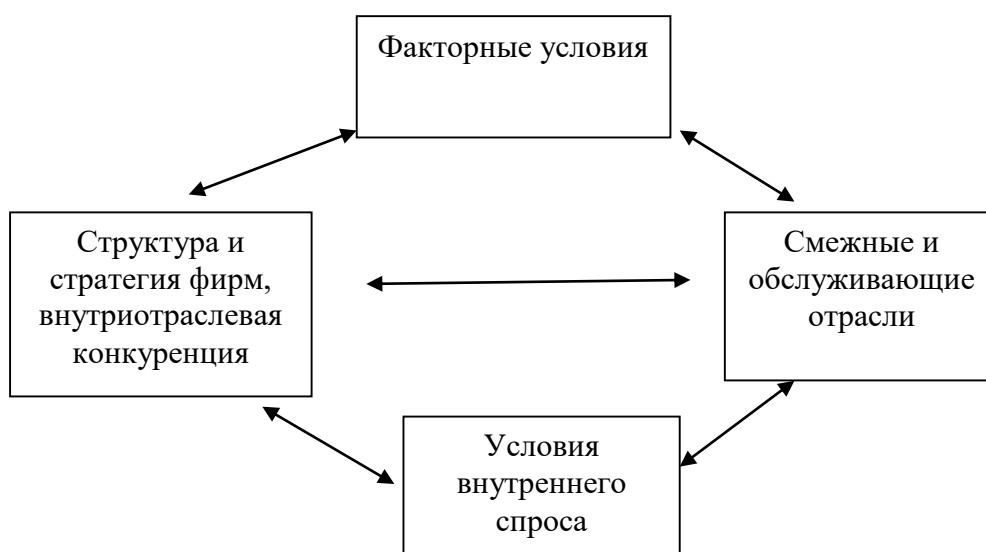 Факторные условия
Структура и
стратегия фирм,
внутриотраслевая
конкуренция
Смежные и
обслуживающие
отрасли
Условия
внутреннего
спроса